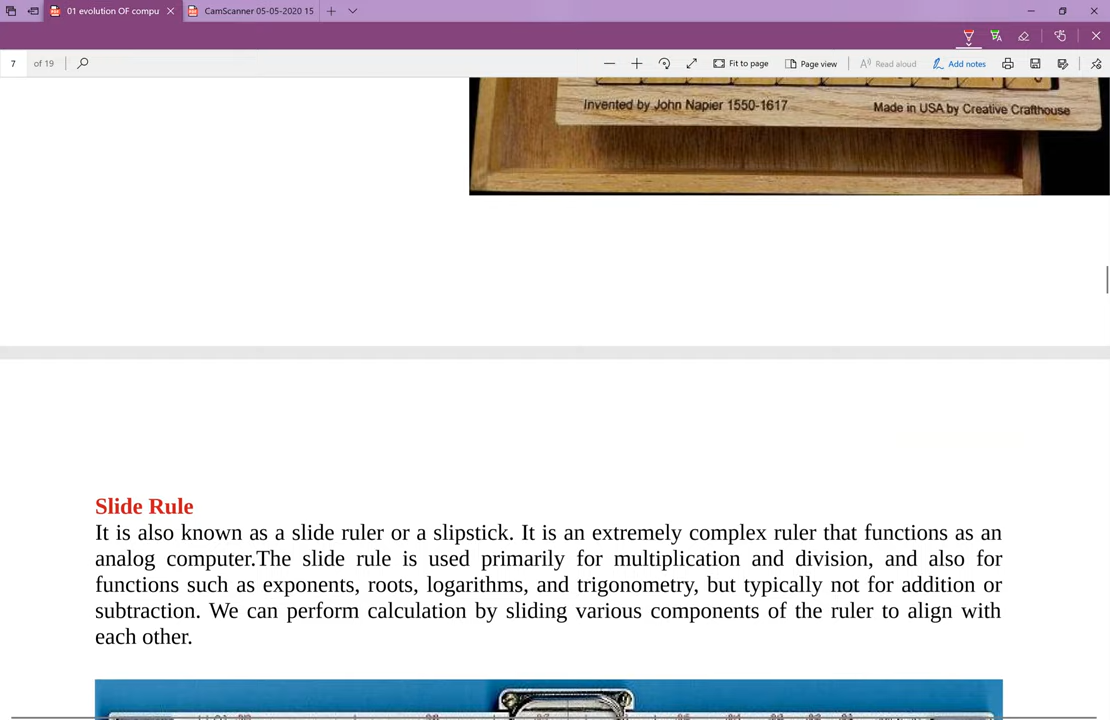 01 evolution OF compu
CamScanner 05-05-2020 15
7 of 19
Fit to page
Page view
Read aloud
Add notes
Invented by John Napier 1550-1617
Made in USA by Creative Crafthouse
Slide Rule
It is also known as a slide ruler or a slipstick. It is an extremely complex ruler that functions as an
analog computer.The slide rule is used primarily for multiplication and division, and also for
functions such as exponents, roots, logarithms, and trigonometry, but typically not for addition or
subtraction. We can perform calculation by sliding various components of the ruler to align with
each other.